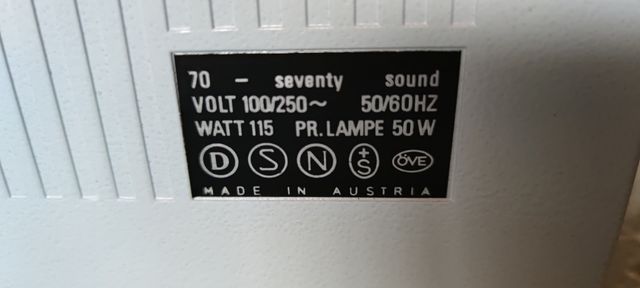 70 - seventy sound
VOLT 100/250~ 50/60HZ
WATT 115 PR. LAMPE 50 W
D S N +S ÖVE
MADE IN AUSTRIA